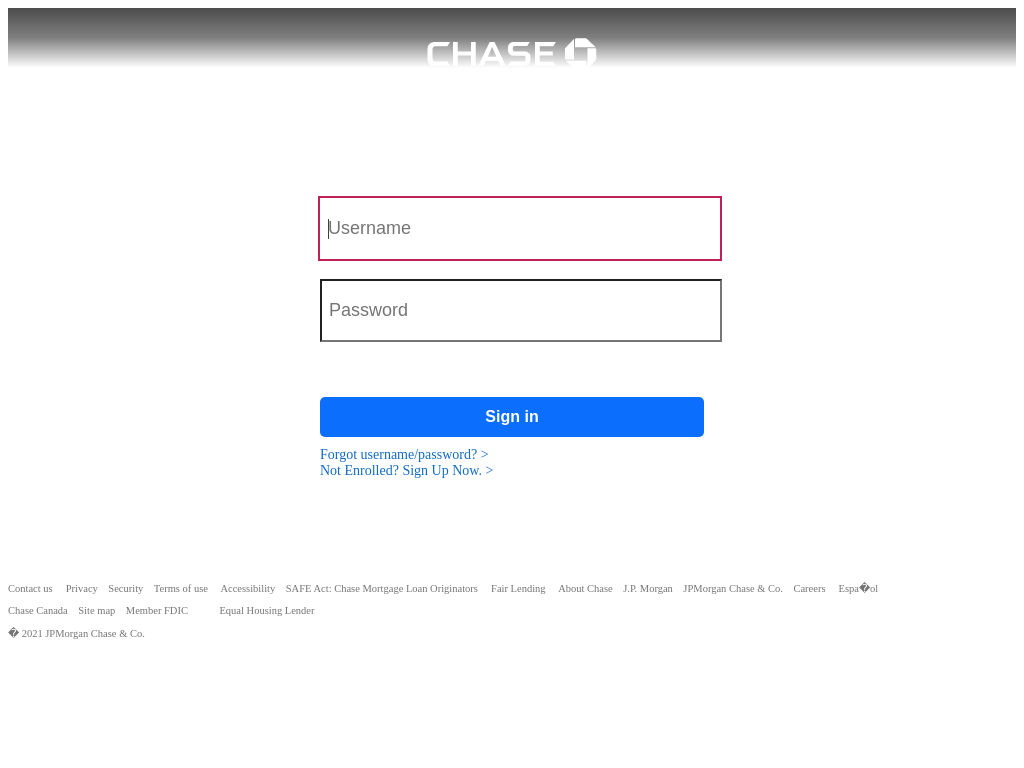 CHASE
Username
Password
Sign in
Forgot username/password? >
Not Enrolled? Sign Up Now. >
Contact us Privacy Security Terms of use Accessibility SAFE Act: Chase Mortgage Loan Originators Fair Lending About Chase J.P. Morgan JPMorgan Chase & Co. Careers Espa�ol
Chase Canada Site map Member FDIC Equal Housing Lender
� 2021 JPMorgan Chase & Co.